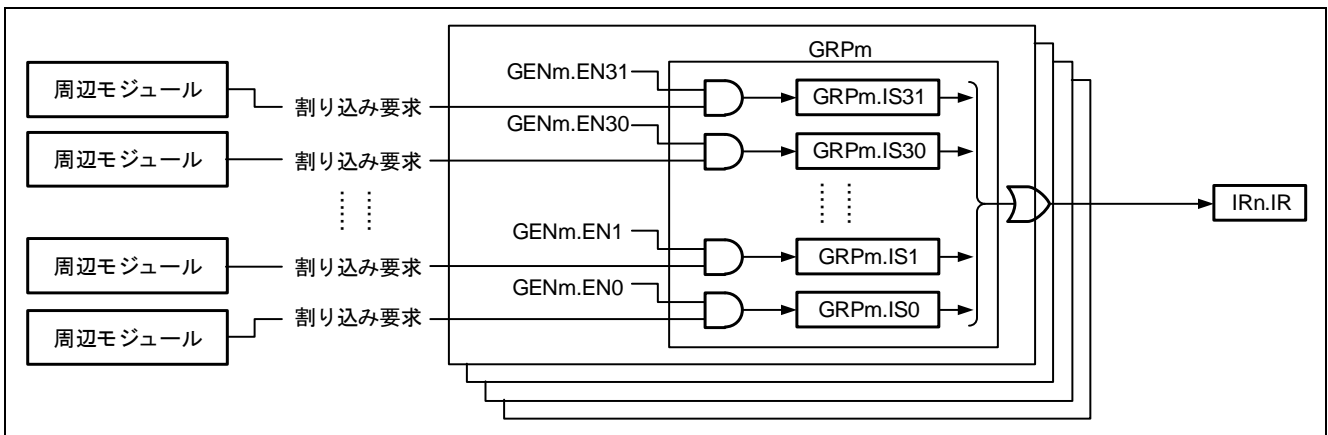 GRPm
周辺モジュール
割り込み要求
GENm.EN31
GRPm.IS31
周辺モジュール
割り込み要求
GENm.EN30
GRPm.IS30
IRn.IR
周辺モジュール
割り込み要求
GENm.EN1
GRPm.IS1
周辺モジュール
割り込み要求
GENm.EN0
GRPm.IS0